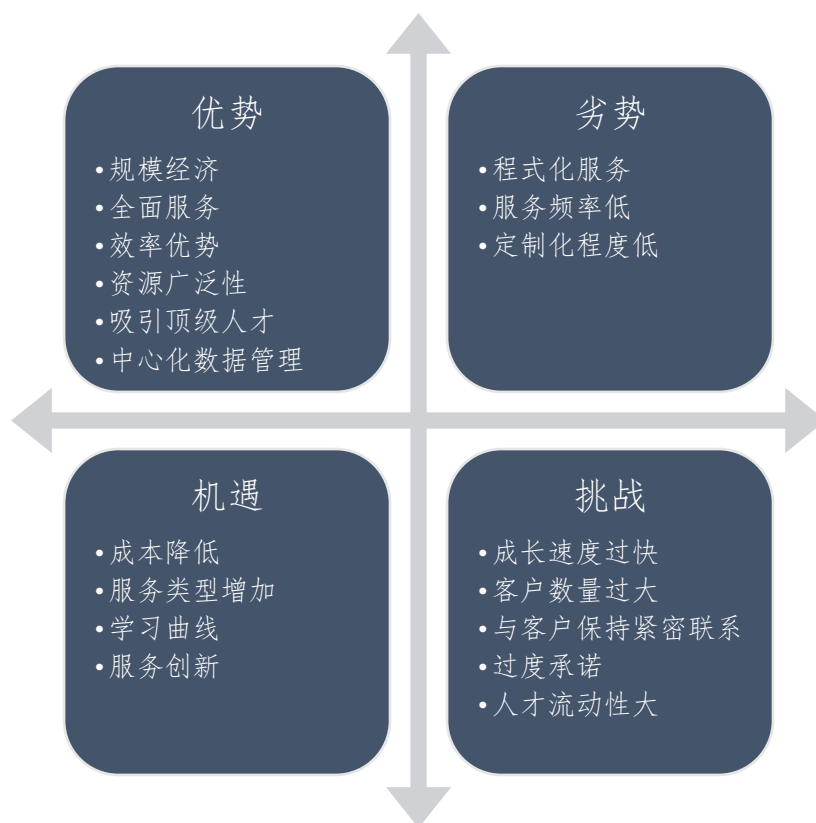 优势
•规模经济
•全面服务
•效率优势
•资源广泛性
•吸引顶级人才
•中心化数据管理
劣势
•程式化服务
•服务频率低
•定制化程度低
机遇
•成本降低
•服务类型增加
•学习曲线
•服务创新
挑战
•成长速度过快
•客户数量过大
•与客户保持紧密联系
•过度承诺
•人才流动性大